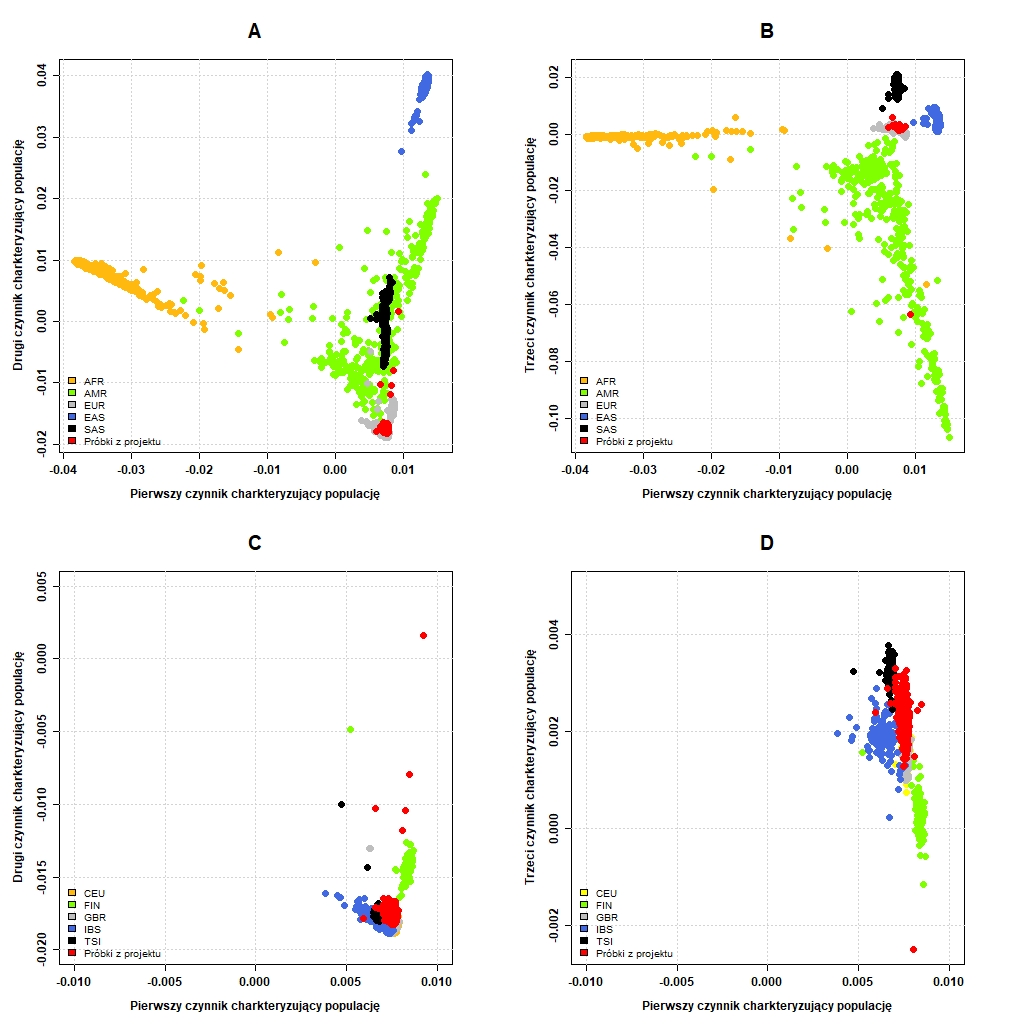 A
Drugi czynnik charkteryzujący populację
0.04
0.03
0.02
0.01
0.00
-0.01
-0.02
AFR
AMR
EUR
EAS
SAS
Próbki z projektu
-0.04 -0.03 -0.02 -0.01 0.00 0.01
Pierwszy czynnik charkteryzujący populację
B
Trzeci czynnik charkteryzujący populację
0.02
0.00
-0.02
-0.04
-0.06
-0.08
-0.10
AFR
AMR
EUR
EAS
SAS
Próbki z projektu
-0.04 -0.03 -0.02 -0.01 0.00 0.01
Pierwszy czynnik charkteryzujący populację
C
Drugi czynnik charkteryzujący populację
0.005
0.000
-0.005
-0.010
-0.015
-0.020
CEU
FIN
GBR
IBS
TSI
Próbki z projektu
-0.010 -0.005 0.000 0.005 0.010
Pierwszy czynnik charkteryzujący populację
D
Trzeci czynnik charkteryzujący populację
0.004
0.002
0.000
-0.002
CEU
FIN
GBR
IBS
TSI
Próbki z projektu
-0.010 -0.005 0.000 0.005 0.010
Pierwszy czynnik charkteryzujący populację